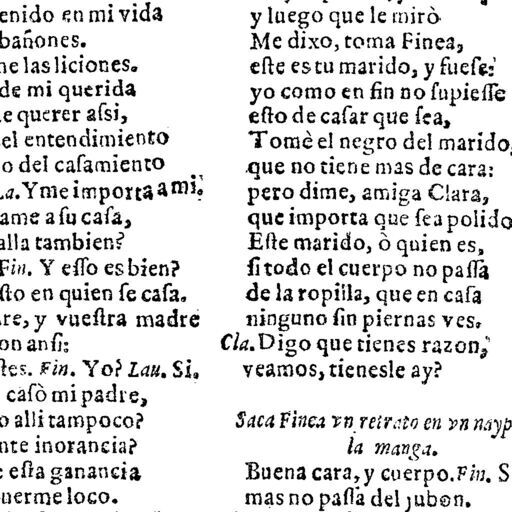 enido en mi vida
bañones.
ne las liciones.
de mi querida
e querer aſsi,
el entendimiento
o del caſamiento
La. Yme importa a mi?
ame a ſu caſa,
alla tambien?
Fin. Y eſſo es bien?
ſto en quien ſe caſa.
re, y vueſtra madre
on anſi:
tes. Fin. Yo? Lau. Si.
caſò mi padre,
o alli tampoco?
nte inorancia?
e eſta ganancia
nerme loco.
y luego que le mirò
Me dixo, toma Finea,
eſte es tu marido, y fueſe:
yo como en fin no ſupieſſe
eſto de caſar que ſea,
Tomè el negro del marido,
que no tiene mas de cara:
pero dime, amiga Clara,
que importa que ſea polido
Eſte marido, ò quien es,
ſi todo el cuerpo no paſſa
de la ropilla, que en caſa
ninguno ſin piernas ves.
Cla. Digo que tienes razon,
veamos, tienesle ay?
Saca Finea vn retrato en vn nayp
la manga.
Buena cara, y cuerpo. Fin. S
mas no paſſa del jubon.